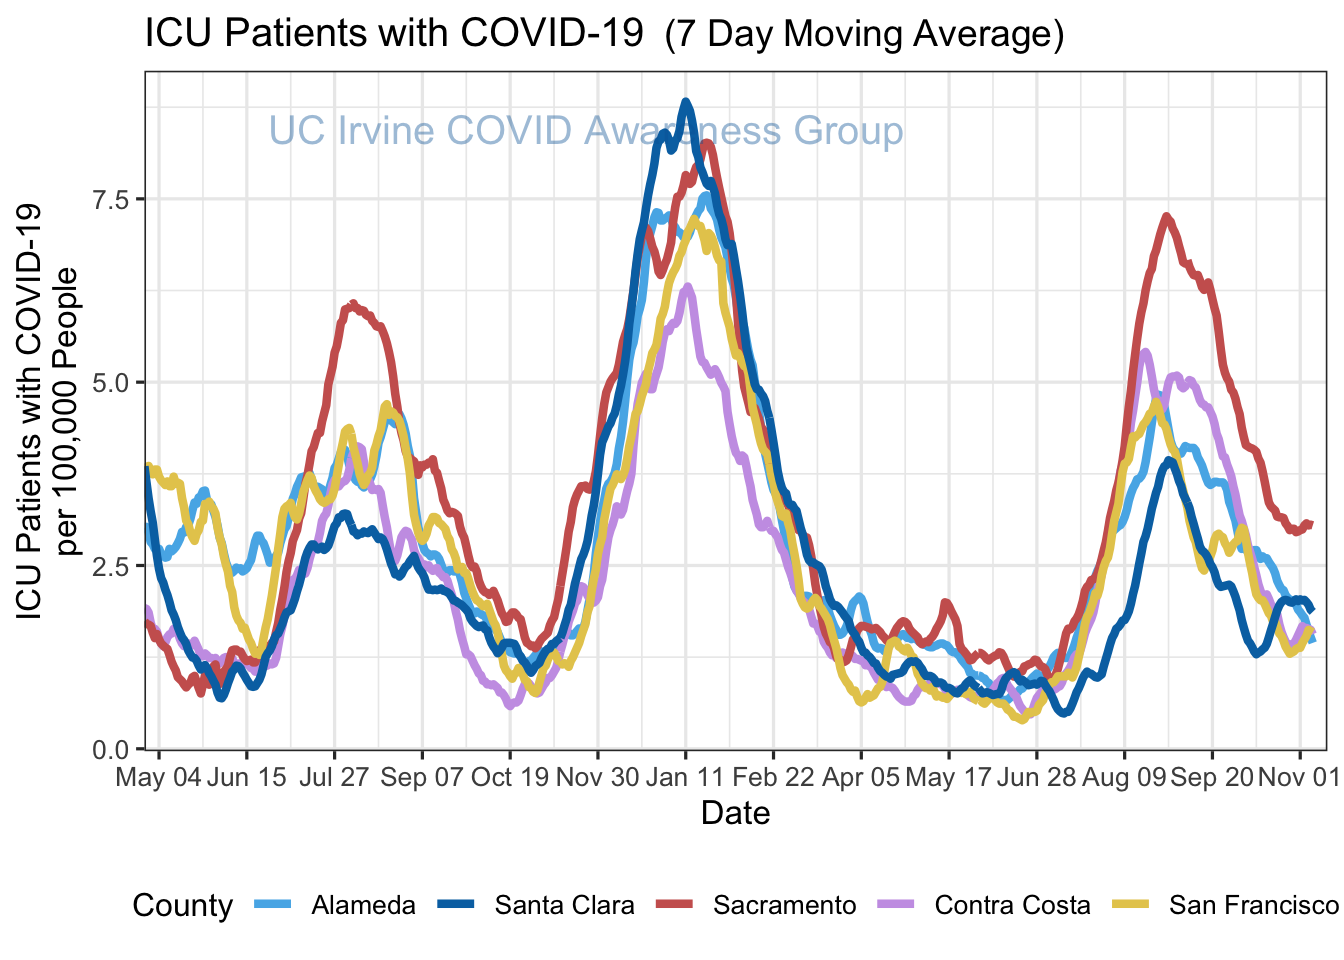 ICU Patients with COVID-19 (7 Day Moving Average)
UC Irvine COVID Awareness Group
ICU Patients with COVID-19
per 100,000 People
7.5
5.0
2.5
0.0
May 04 Jun 15 Jul 27 Sep 07 Oct 19 Nov 30 Jan 11 Feb 22 Apr 05 May 17 Jun 28 Aug 09 Sep 20 Nov 01
Date
County Alameda Santa Clara Sacramento Contra Costa San Francisco